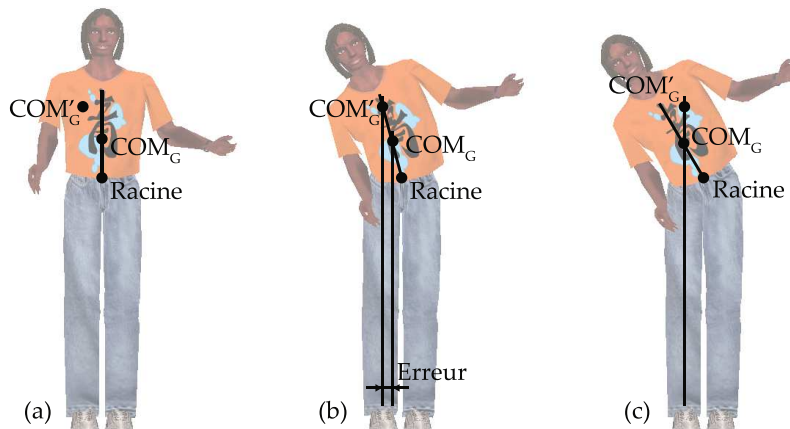 COM'G
COMG
Racine
(a)
COM'G
COMG
Racine
Erreur
(b)
COM'G
COMG
Racine
(c)